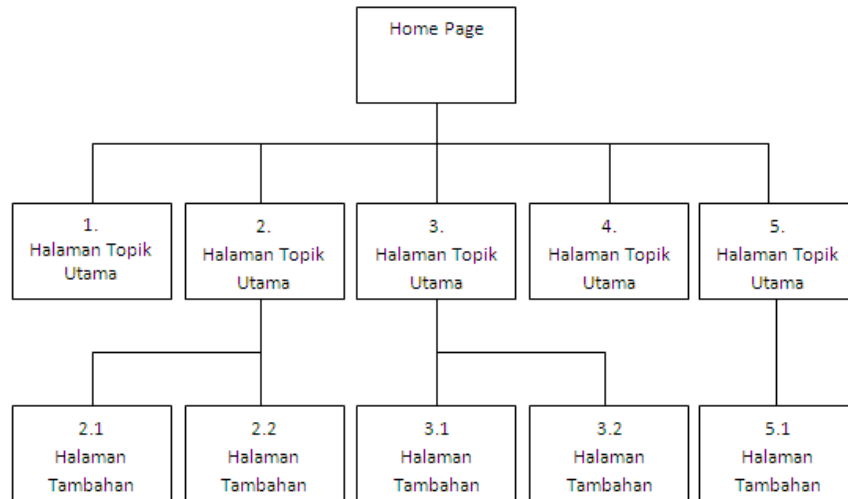 Home Page
1.
Halaman Topik
Utama
2.
Halaman Topik
Utama
3.
Halaman Topik
Utama
4.
Halaman Topik
Utama
5.
Halaman Topik
Utama
2.1
Halaman
Tambahan
2.2
Halaman
Tambahan
3.1
Halaman
Tambahan
3.2
Halaman
Tambahan
5.1
Halaman
Tambahan